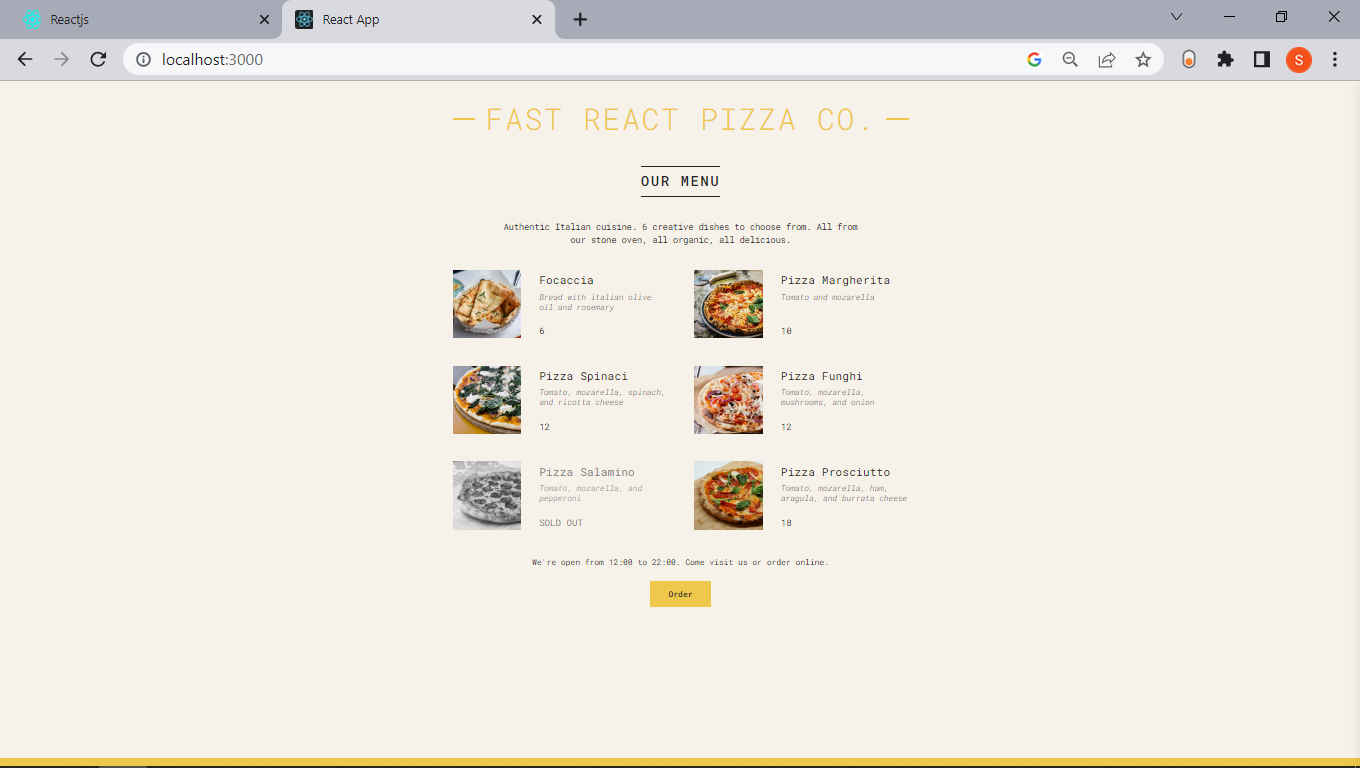 Reactjs
React App
localhost:3000
S
FAST REACT PIZZA CO.
OUR MENU
Authentic Italian cuisine. 6 creative dishes to choose from. All from
our stone oven, all organic, all delicious.
Focaccia
Bread with italian olive
oil and rosemary
6
Pizza Margherita
Tomato and mozarella
10
Pizza Spinaci
Tomato, mozarella, spinach,
and ricotta cheese
12
Pizza Funghi
Tomato, mozarella,
mushrooms, and onion
12
Pizza Salamino
Tomato, mozarella, and
pepperoni
SOLD OUT
Pizza Prosciutto
Tomato, mozarella, ham,
aragula, and burrata cheese
18
We're open from 12:00 to 22:00. Come visit us or order online.
Order